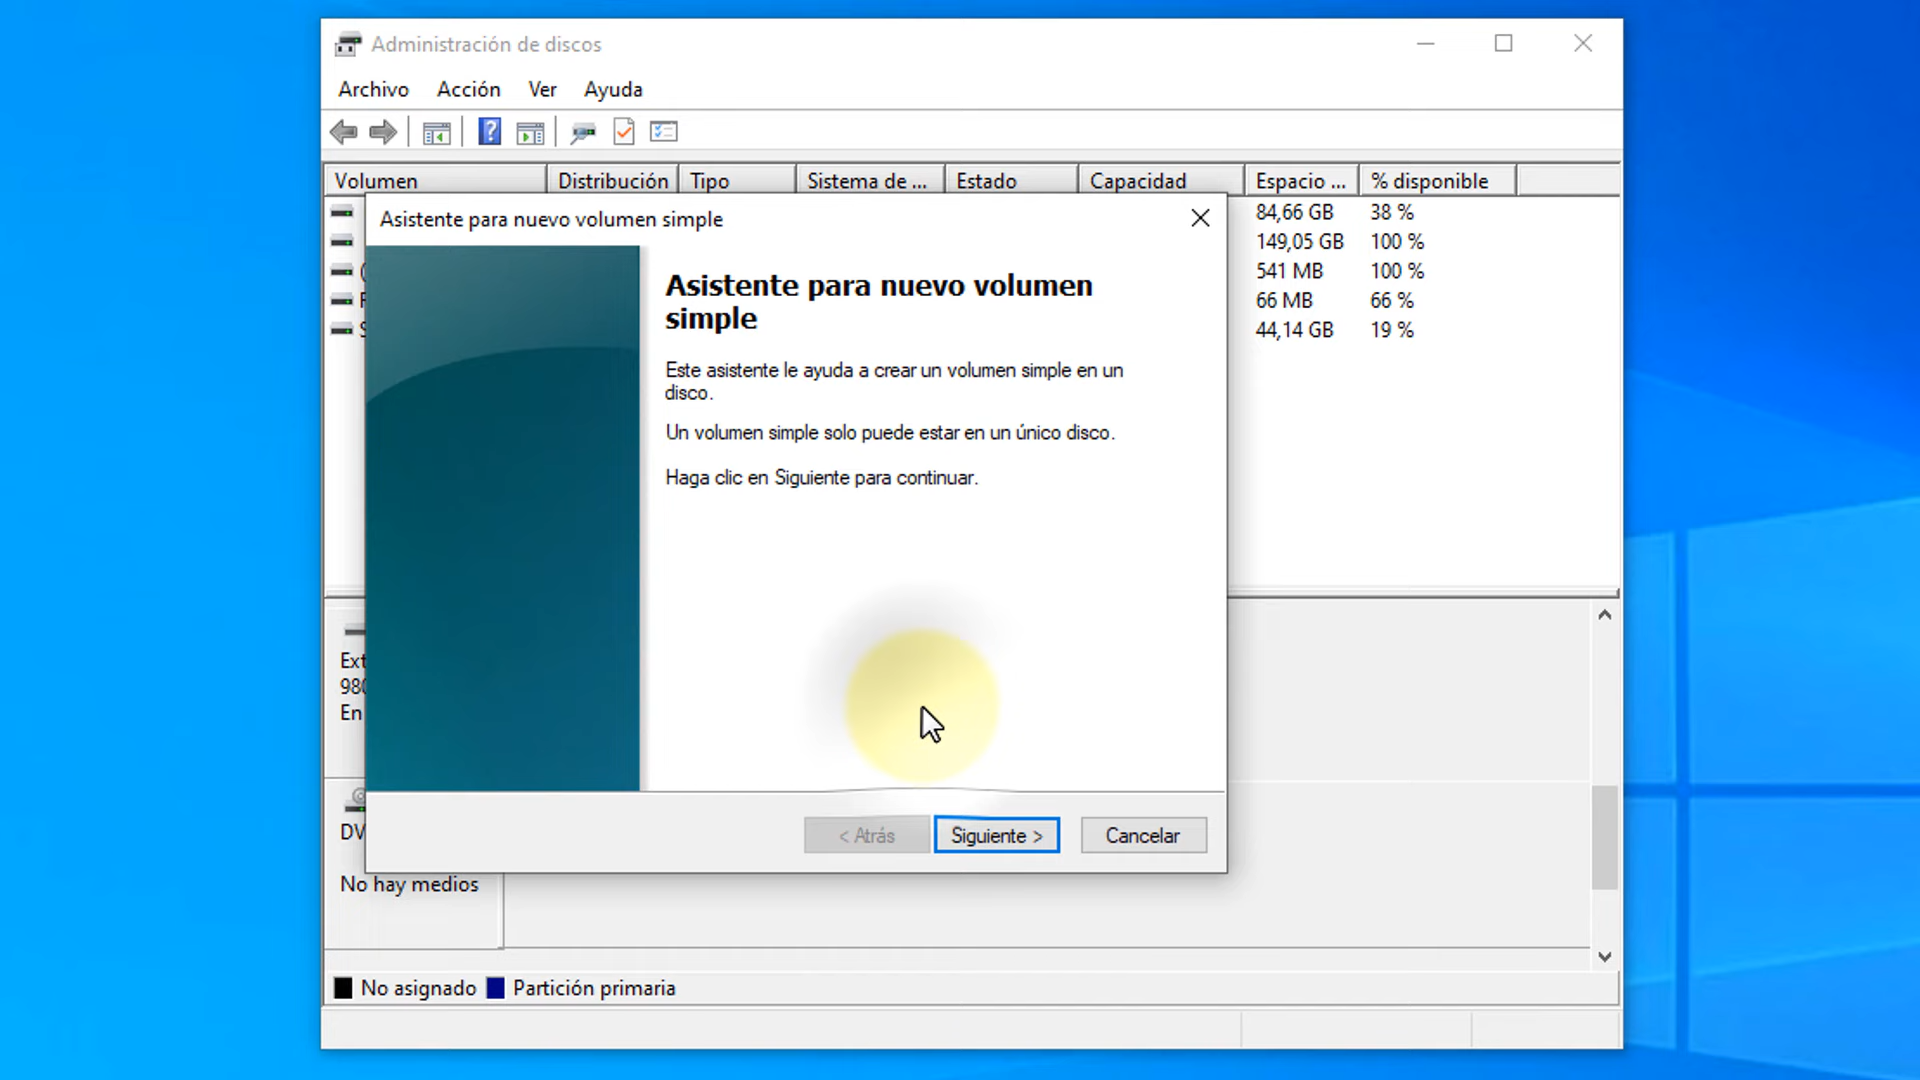 Administración de discos
Archivo Acción Ver Ayuda
Volumen Distribución Tipo Sistema de ... Estado Capacidad Espacio ... % disponible
84,66 GB 38 %
149,05 GB 100 %
541 MB 100 %
66 MB 66 %
44,14 GB 19 %
Asistente para nuevo volumen simple
Asistente para nuevo volumen
simple
Este asistente le ayuda a crear un volumen simple en un
disco.
Un volumen simple solo puede estar en un único disco.
Haga clic en Siguiente para continuar.
< Atrás Siguiente > Cancelar
Ext
980
En
DV
No hay medios
No asignado Partición primaria